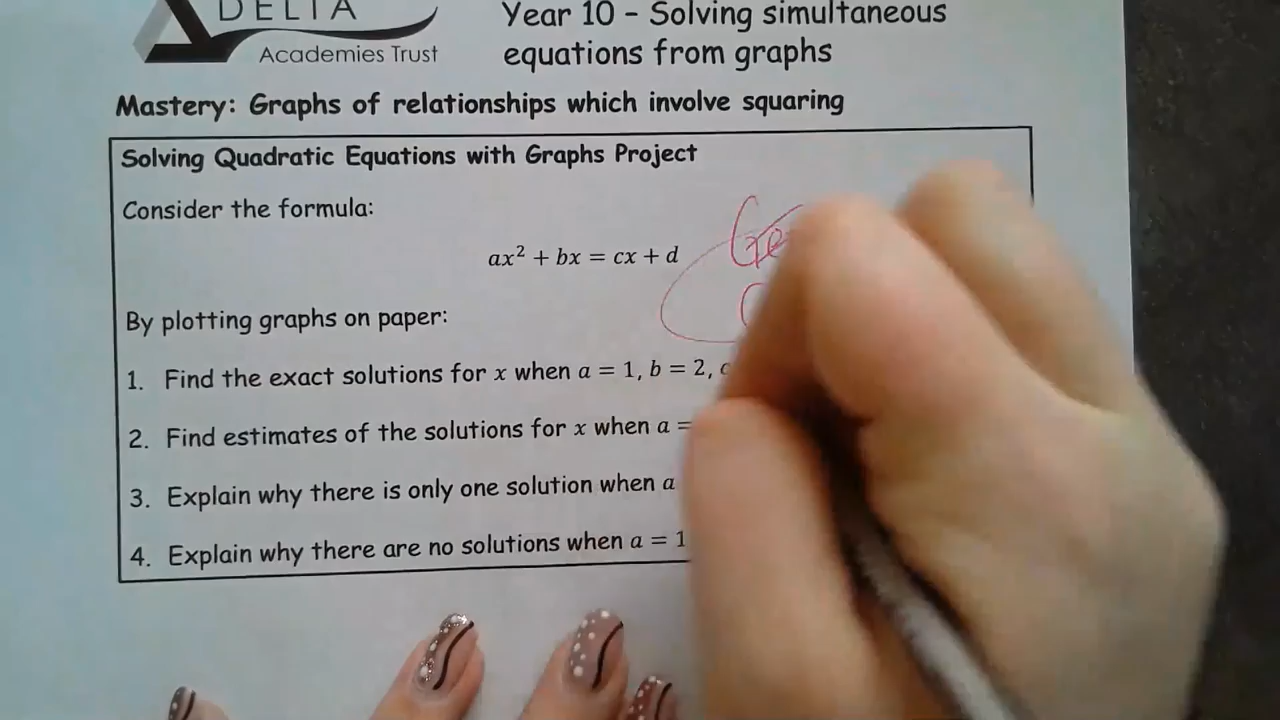 DELTA
Academies Trust
Year 10 – Solving simultaneous
equations from graphs
Mastery: Graphs of relationships which involve squaring
Solving Quadratic Equations with Graphs Project
Consider the formula:
ax² + bx = cx + d
By plotting graphs on paper:
1. Find the exact solutions for x when a = 1, b = 2,
2. Find estimates of the solutions for x when a =
3. Explain why there is only one solution when a
4. Explain why there are no solutions when a = 1